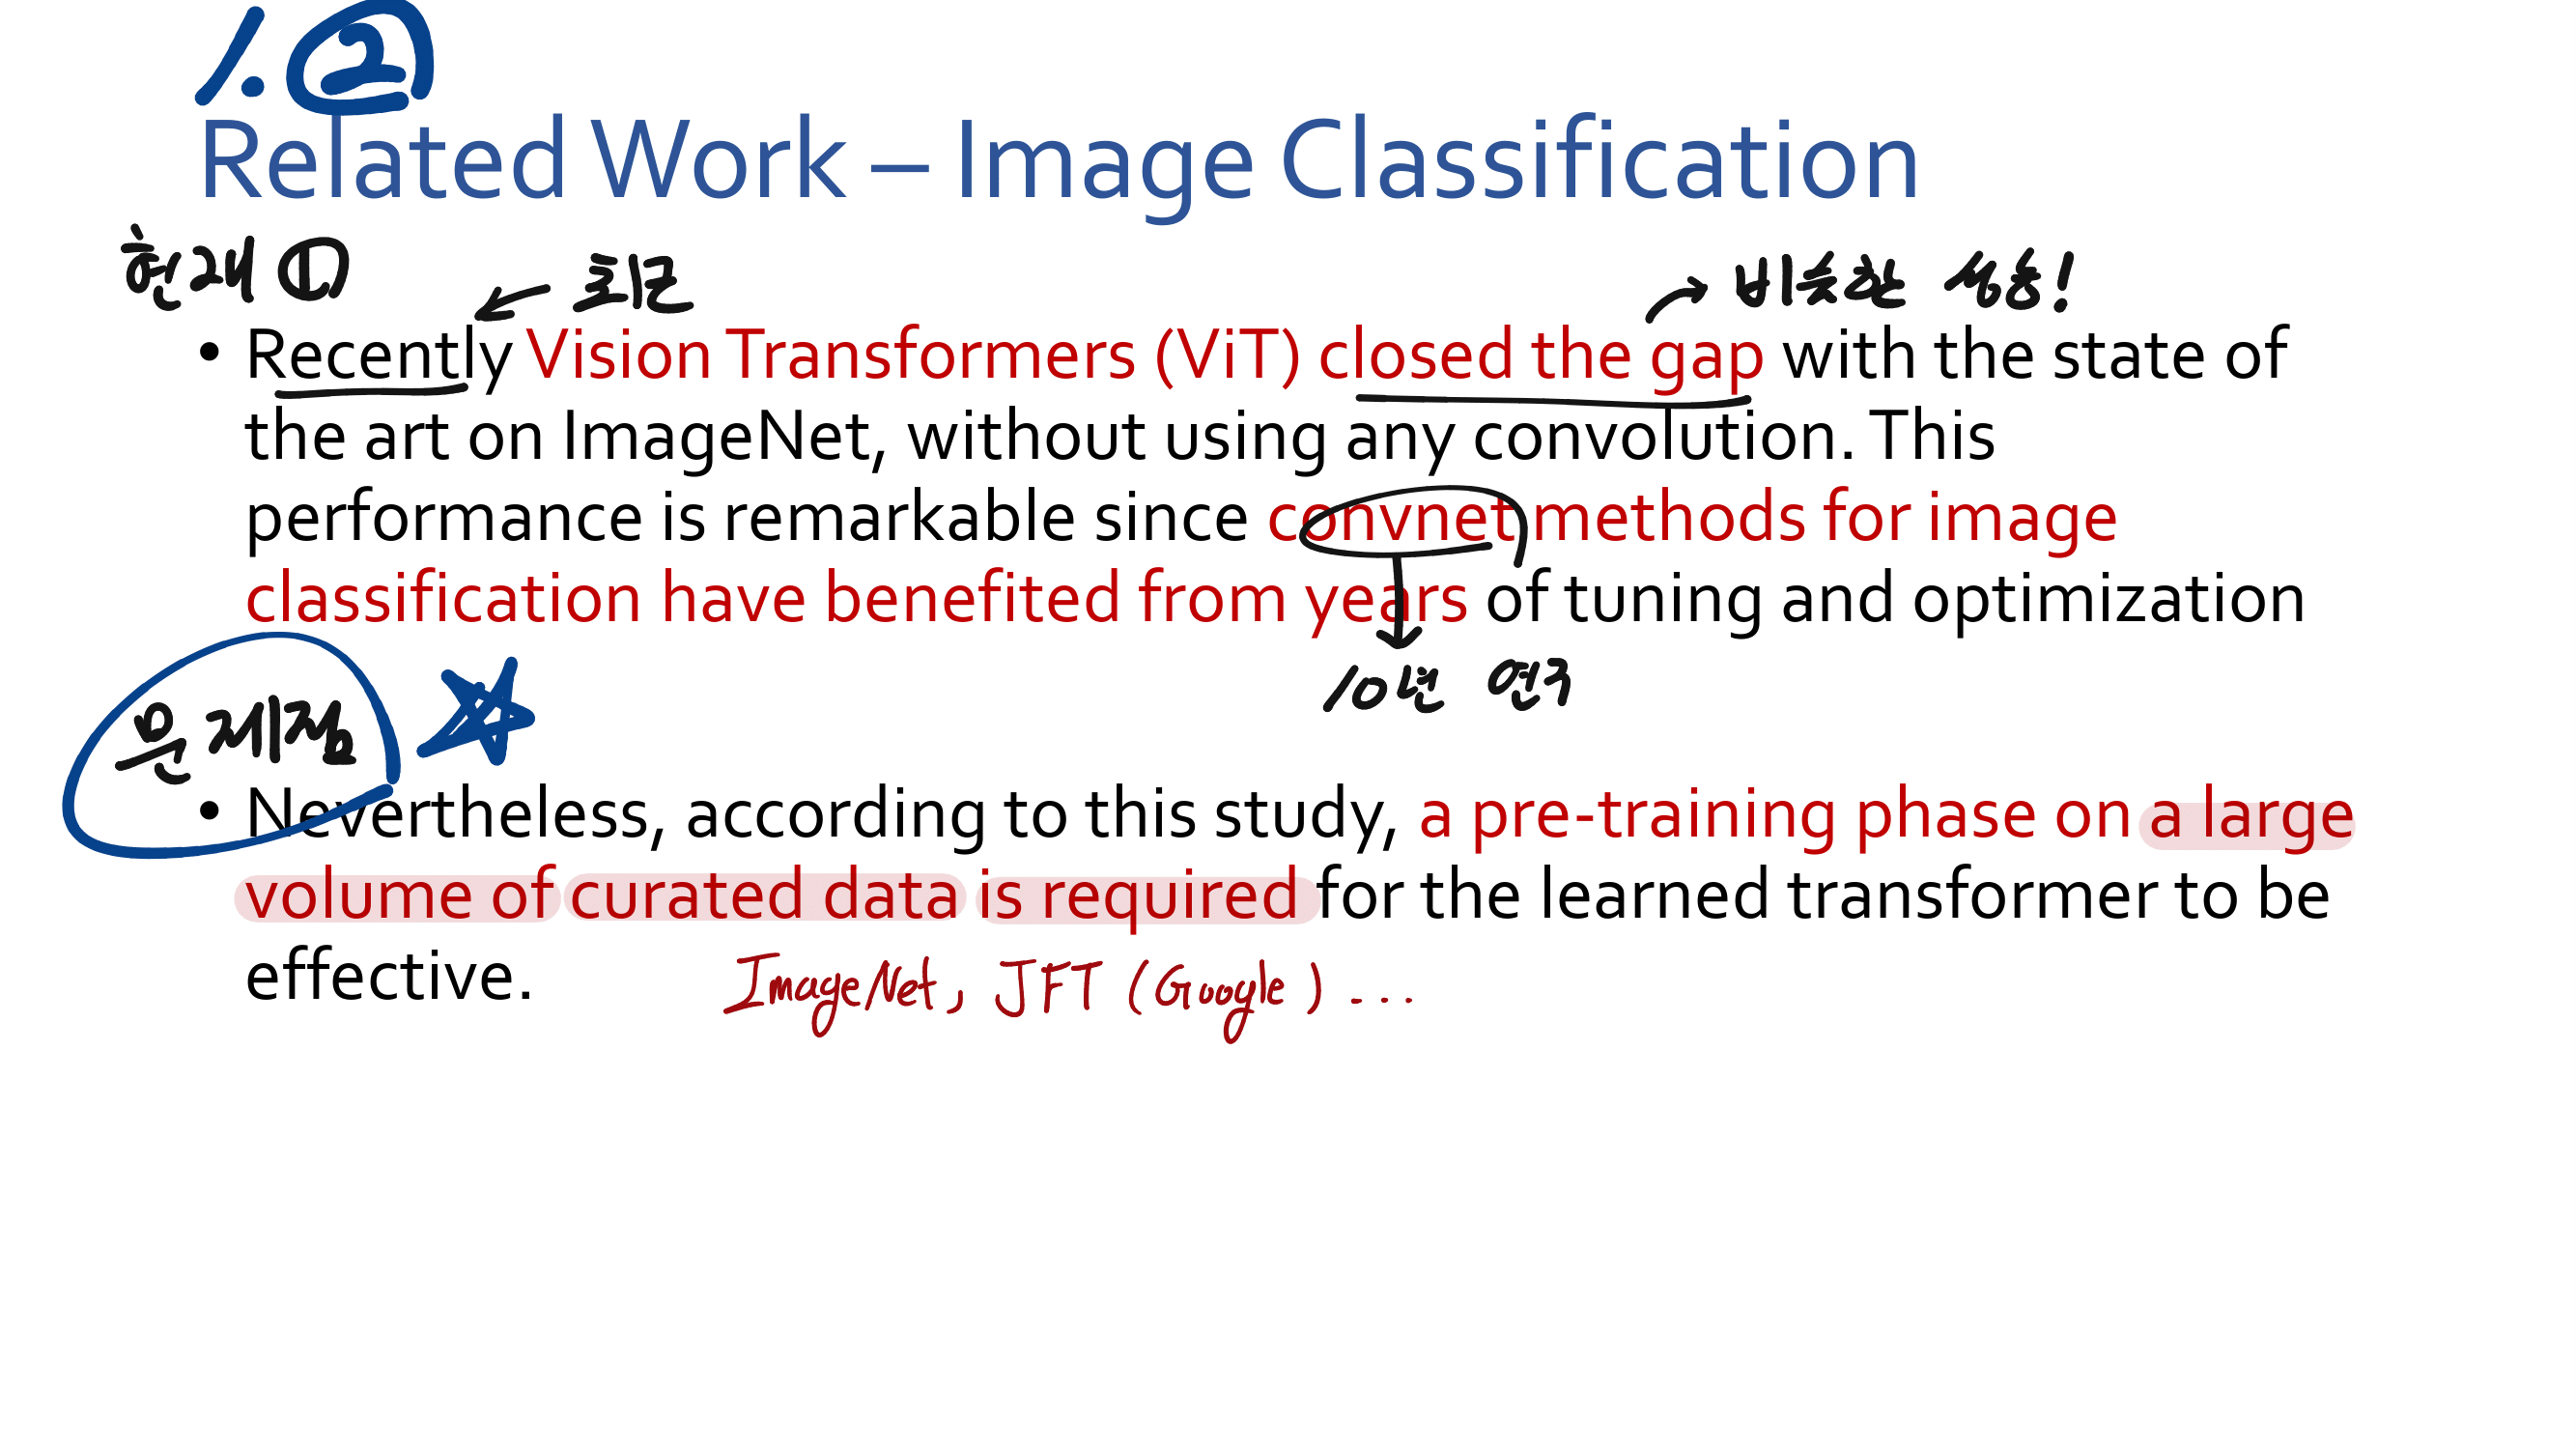 1. ②
Related Work – Image Classification
현재 ①
최근
비슷한 성능!
• Recently Vision Transformers (ViT) closed the gap with the state of
the art on ImageNet, without using any convolution. This
performance is remarkable since convnet methods for image
classification have benefited from years of tuning and optimization
10년 연구
문제점
• Nevertheless, according to this study, a pre-training phase on a large
volume of curated data is required for the learned transformer to be
effective.
ImageNet, JFT (Google) ...